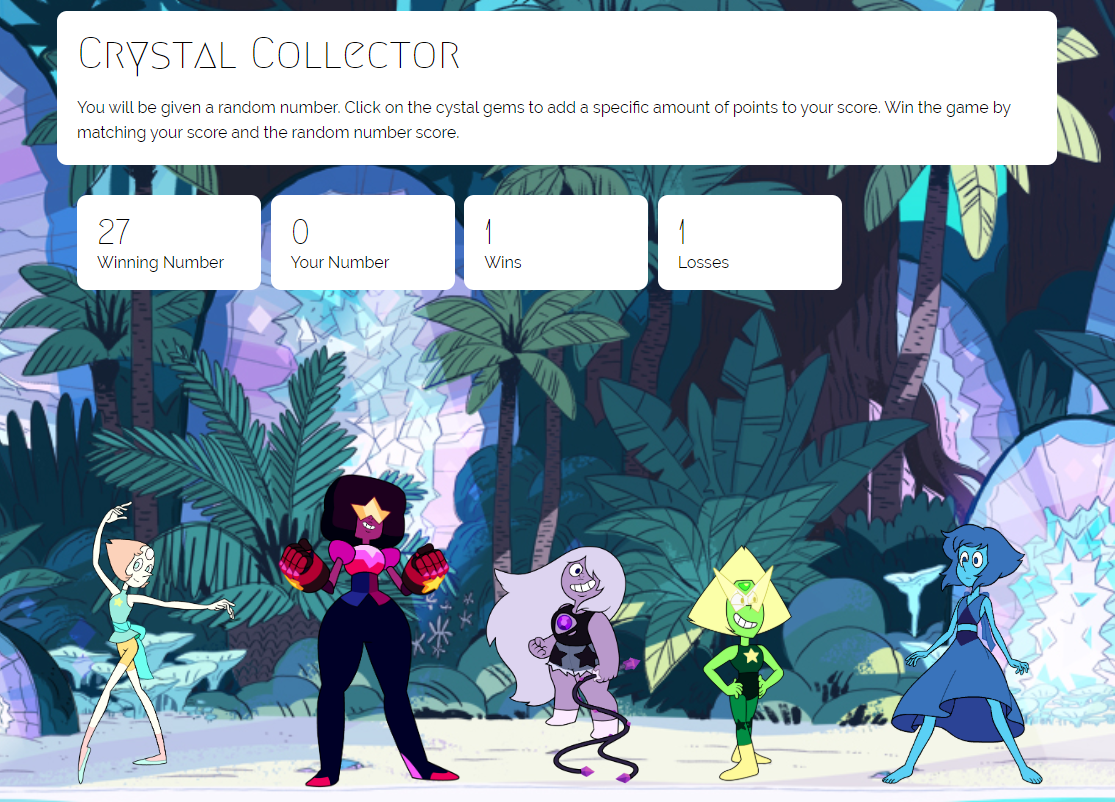 Crystal Collector
You will be given a random number. Click on the cystal gems to add a specific amount of points to your score. Win the game by
matching your score and the random number score.
27
Winning Number
0
Your Number
1
Wins
1
Losses